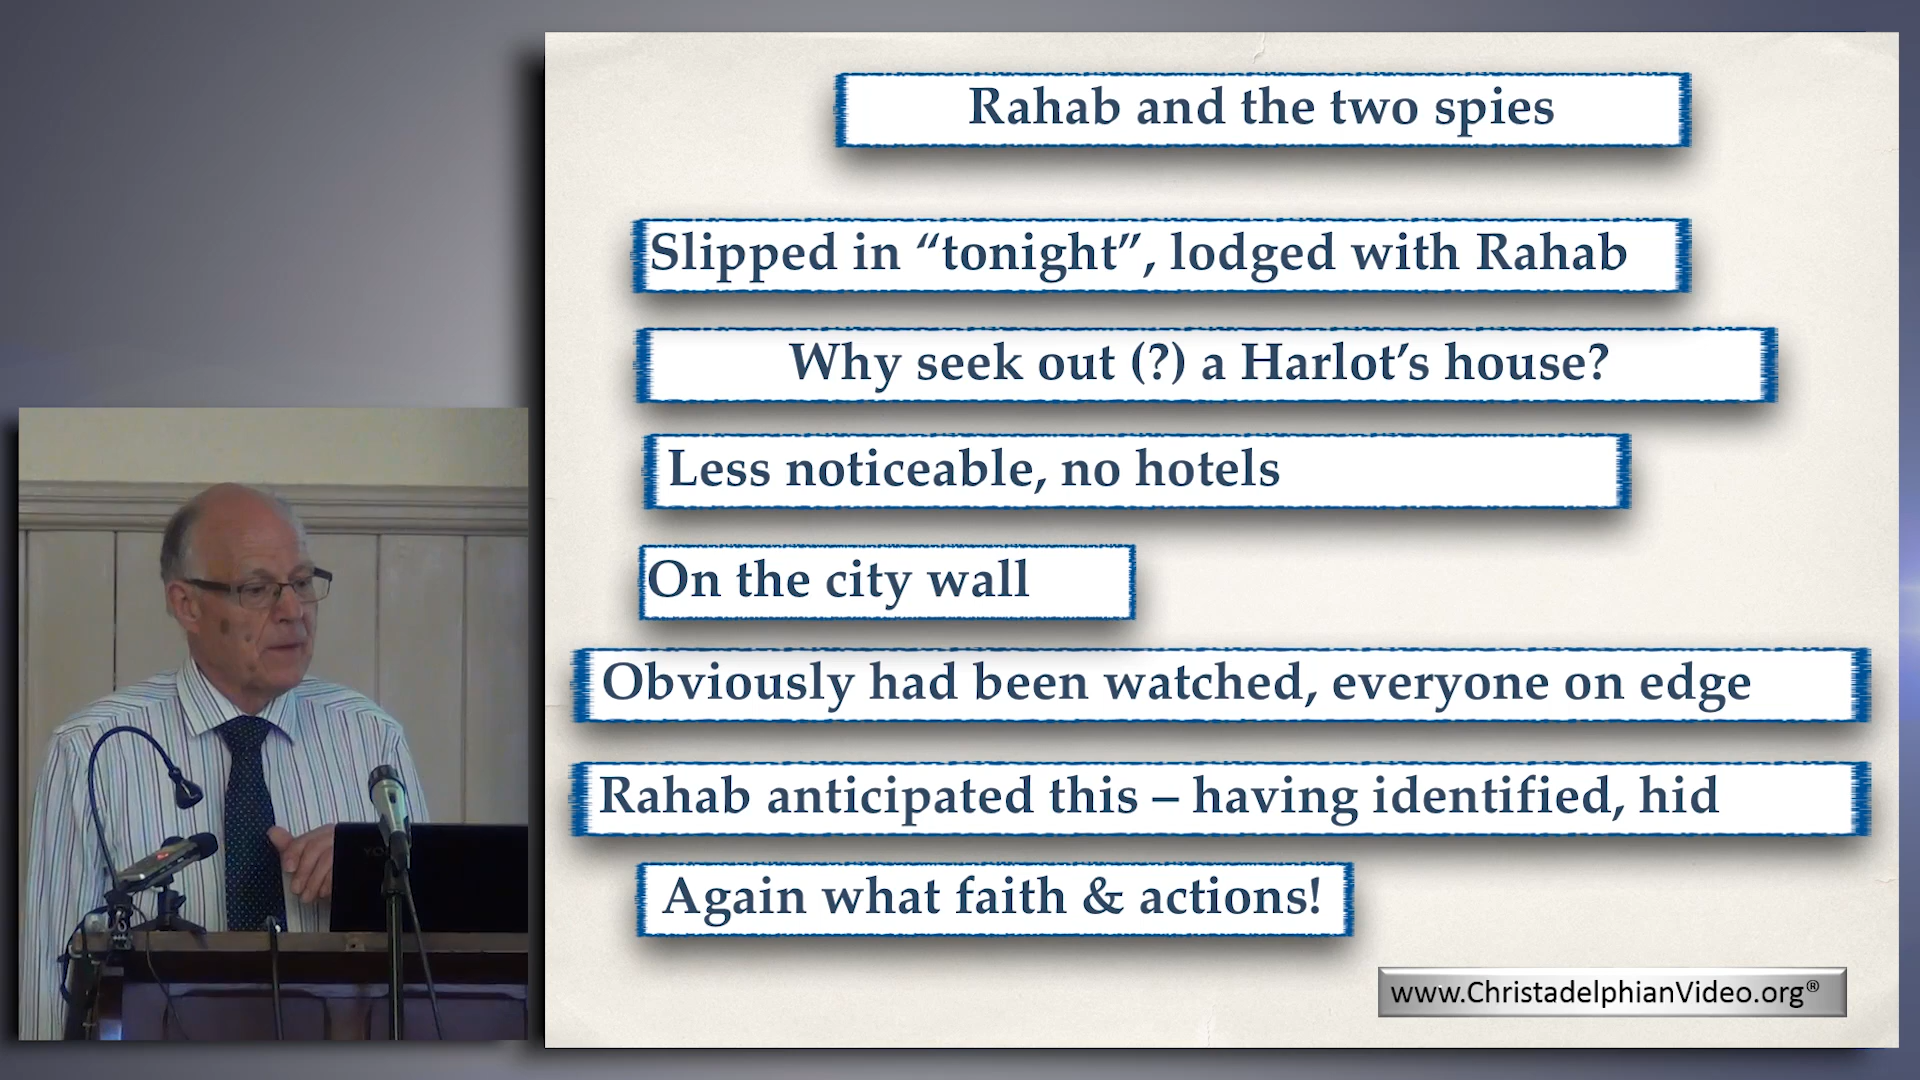 Rahab and the two spies
Slipped in “tonight”, lodged with Rahab
Why seek out (?) a Harlot’s house?
Less noticeable, no hotels
On the city wall
Obviously had been watched, everyone on edge
Rahab anticipated this – having identified, hid
Again what faith & actions!
www.ChristadelphianVideo.org®